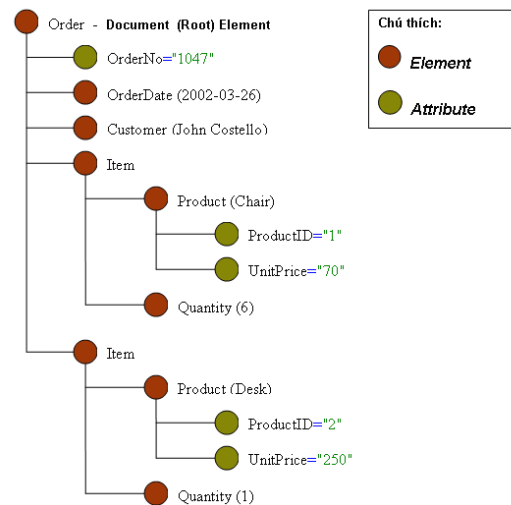 Order - Document (Root) Element
OrderNo="1047"
OrderDate (2002-03-26)
Customer (John Costello)
Item
Product (Chair)
ProductID="1"
UnitPrice="70"
Quantity (6)
Item
Product (Desk)
ProductID="2"
UnitPrice="250"
Quantity (1)
Chú thích:
Element
Attribute